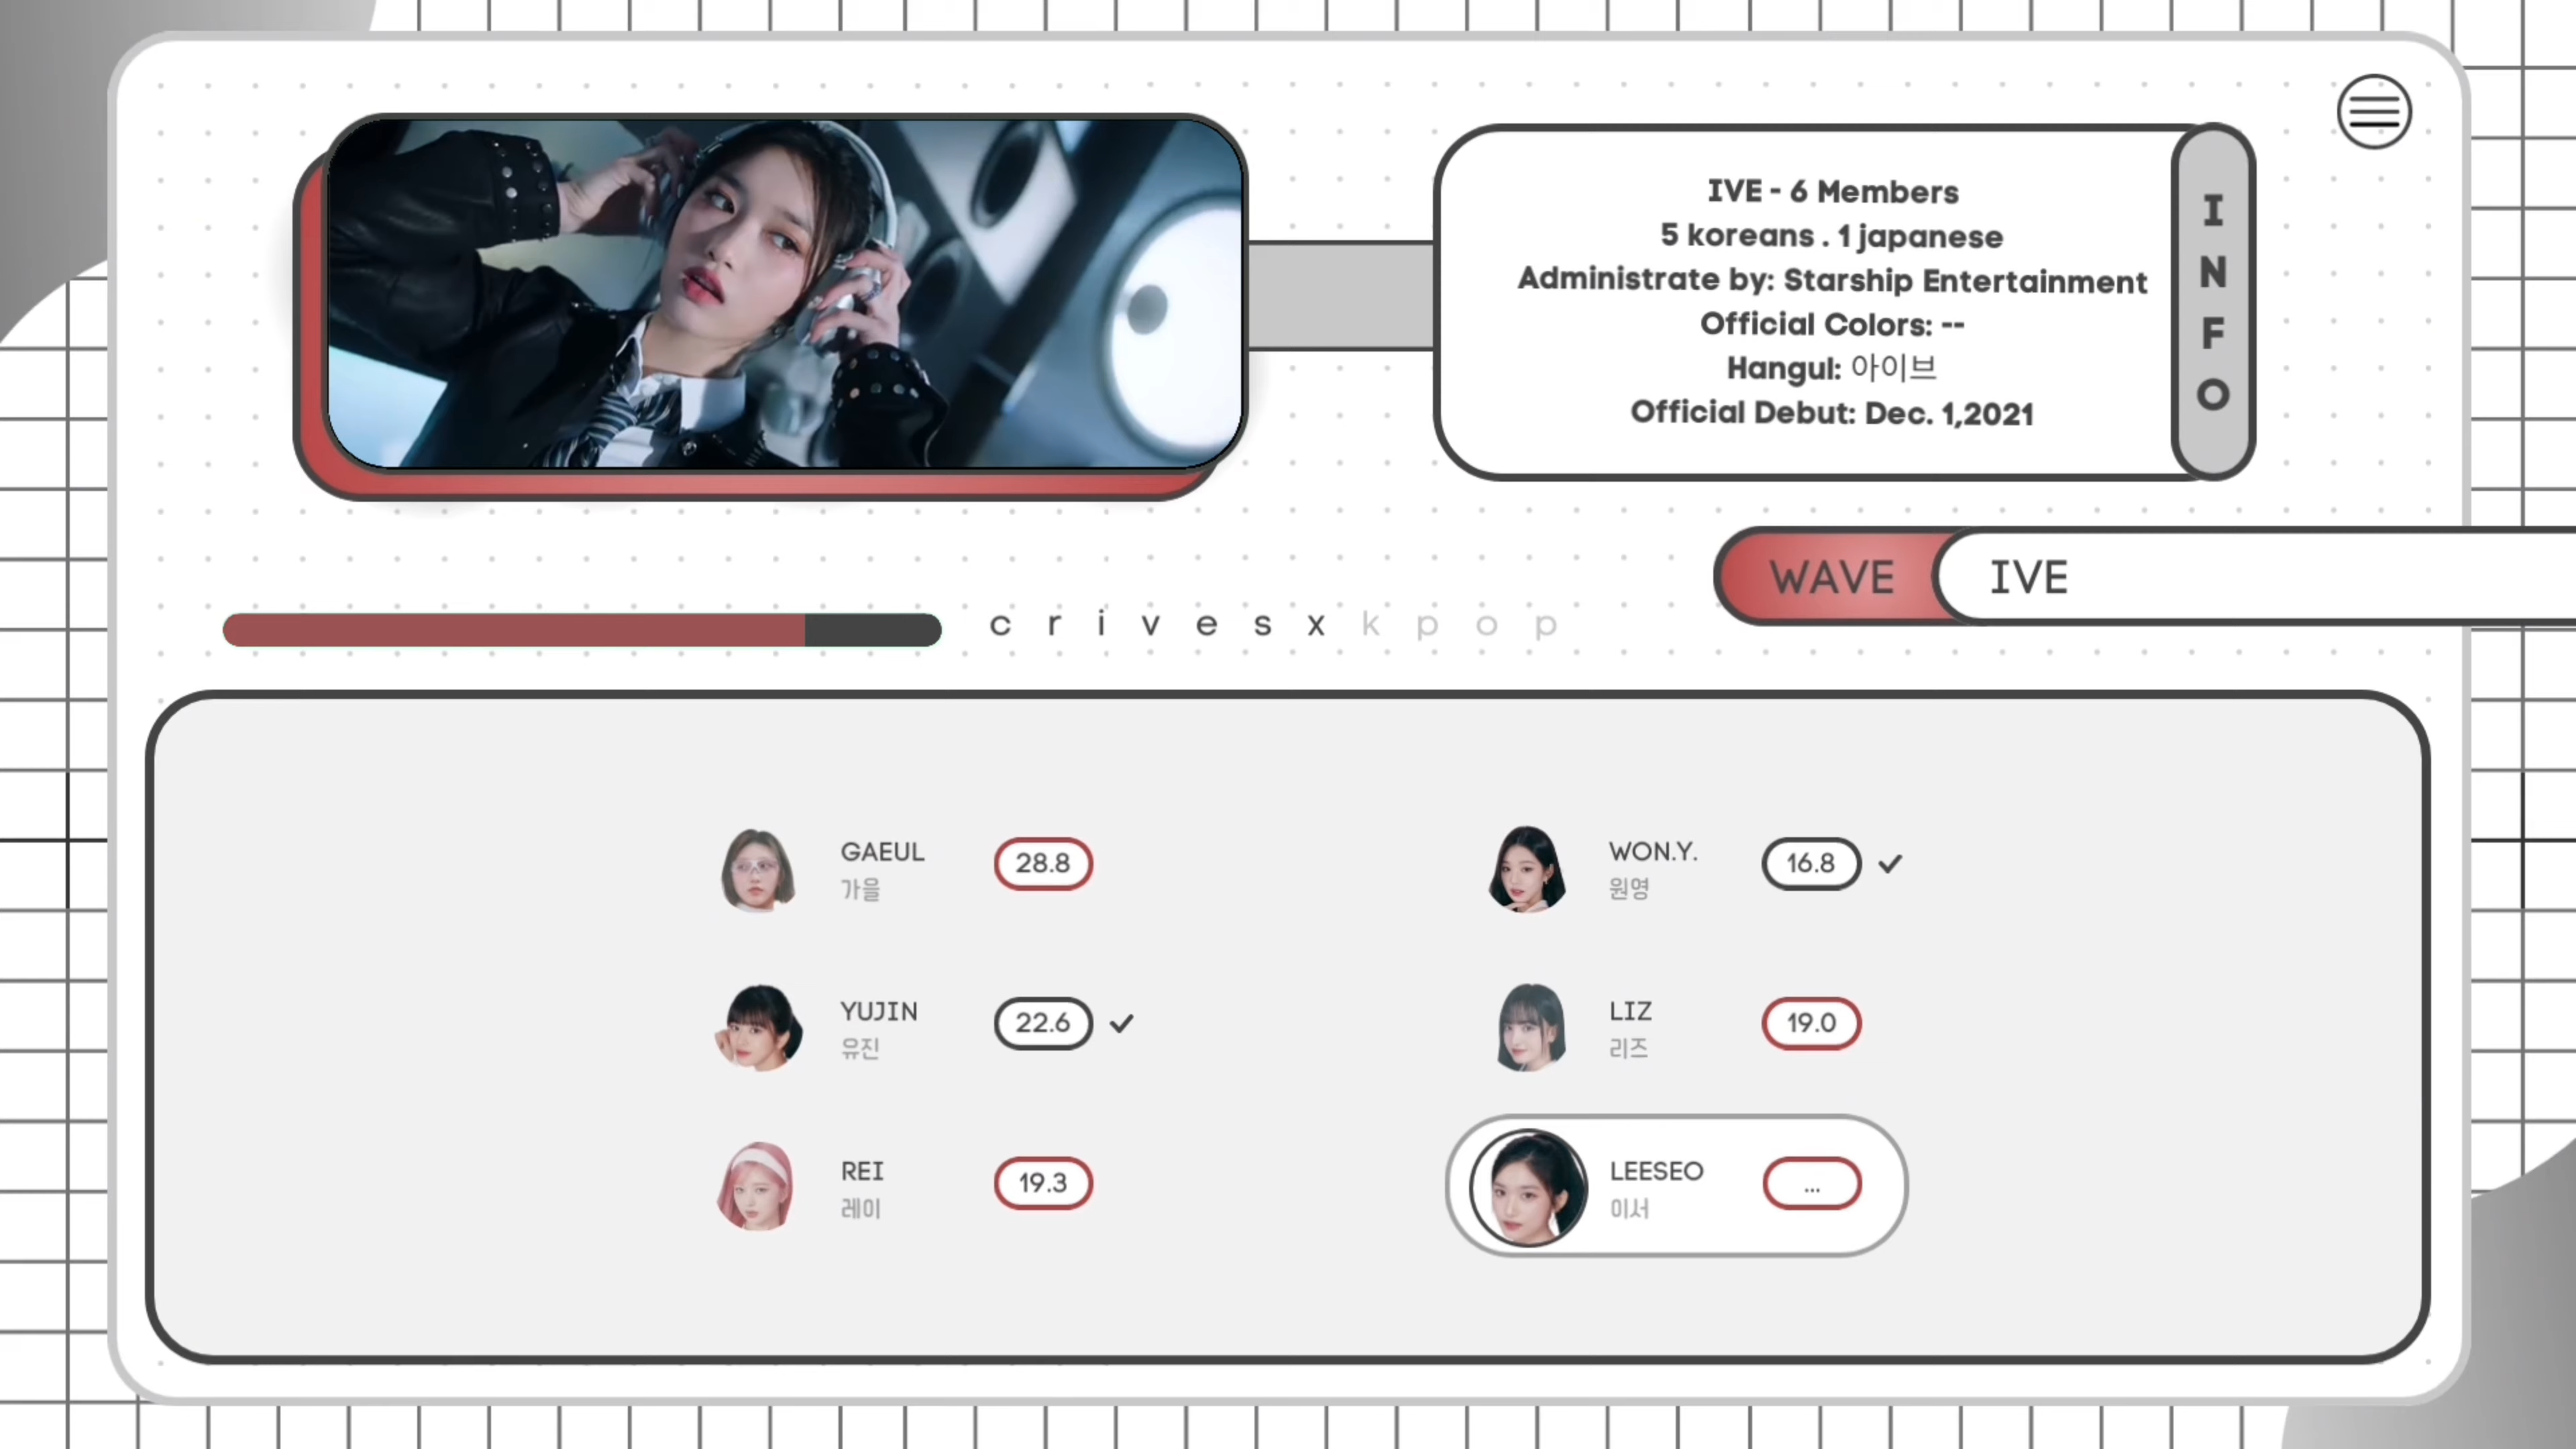 IVE - 6 Members
5 koreans . 1 japanese
Administrate by: Starship Entertainment
Official Colors: --
Hangul: 아이브
Official Debut: Dec. 1,2021
INFO
WAVE IVE
crivesxkpop
GAEUL
가을
28.8
YUJIN
유진
22.6
REI
레이
19.3
WON.Y.
원영
16.8
LIZ
리즈
19.0
LEESEO
이서
...